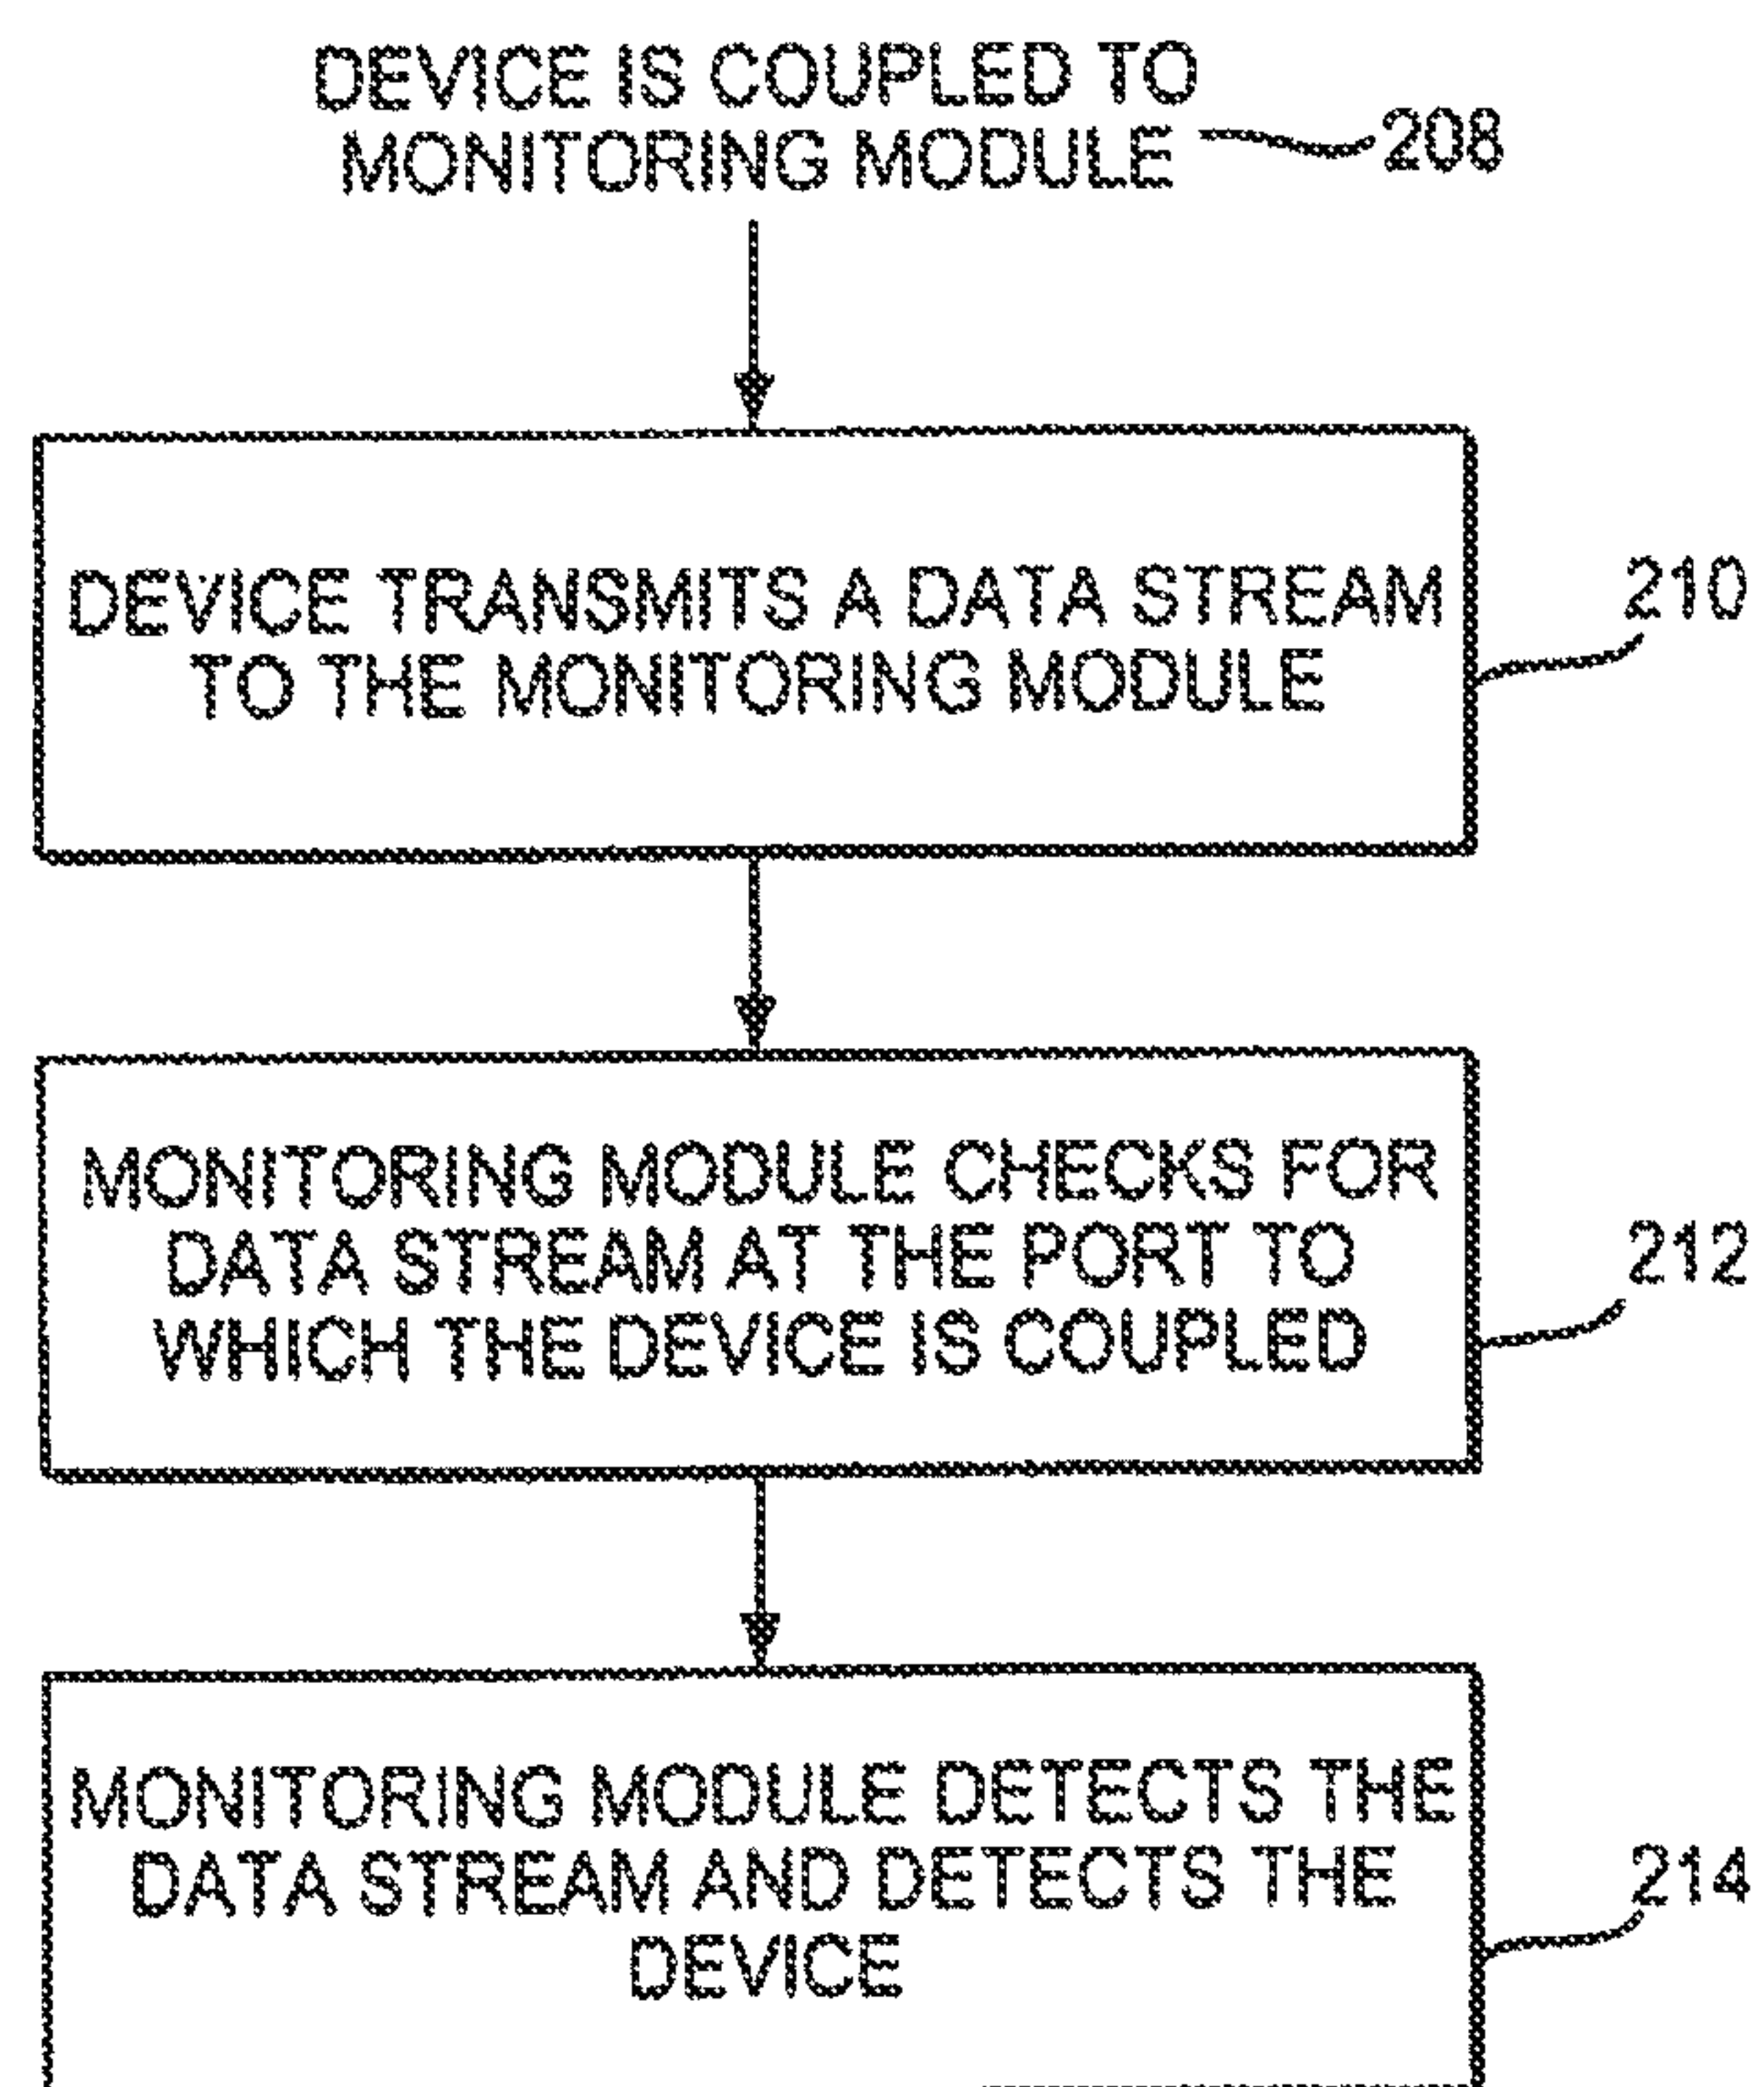 DEVICE IS COUPLED TO
MONITORING MODULE 208
DEVICE TRANSMITS A DATA STREAM
TO THE MONITORING MODULE
210
MONITORING MODULE CHECKS FOR
DATA STREAM AT THE PORT TO
WHICH THE DEVICE IS COUPLED
212
MONITORING MODULE DETECTS THE
DATA STREAM AND DETECTS THE
DEVICE
214